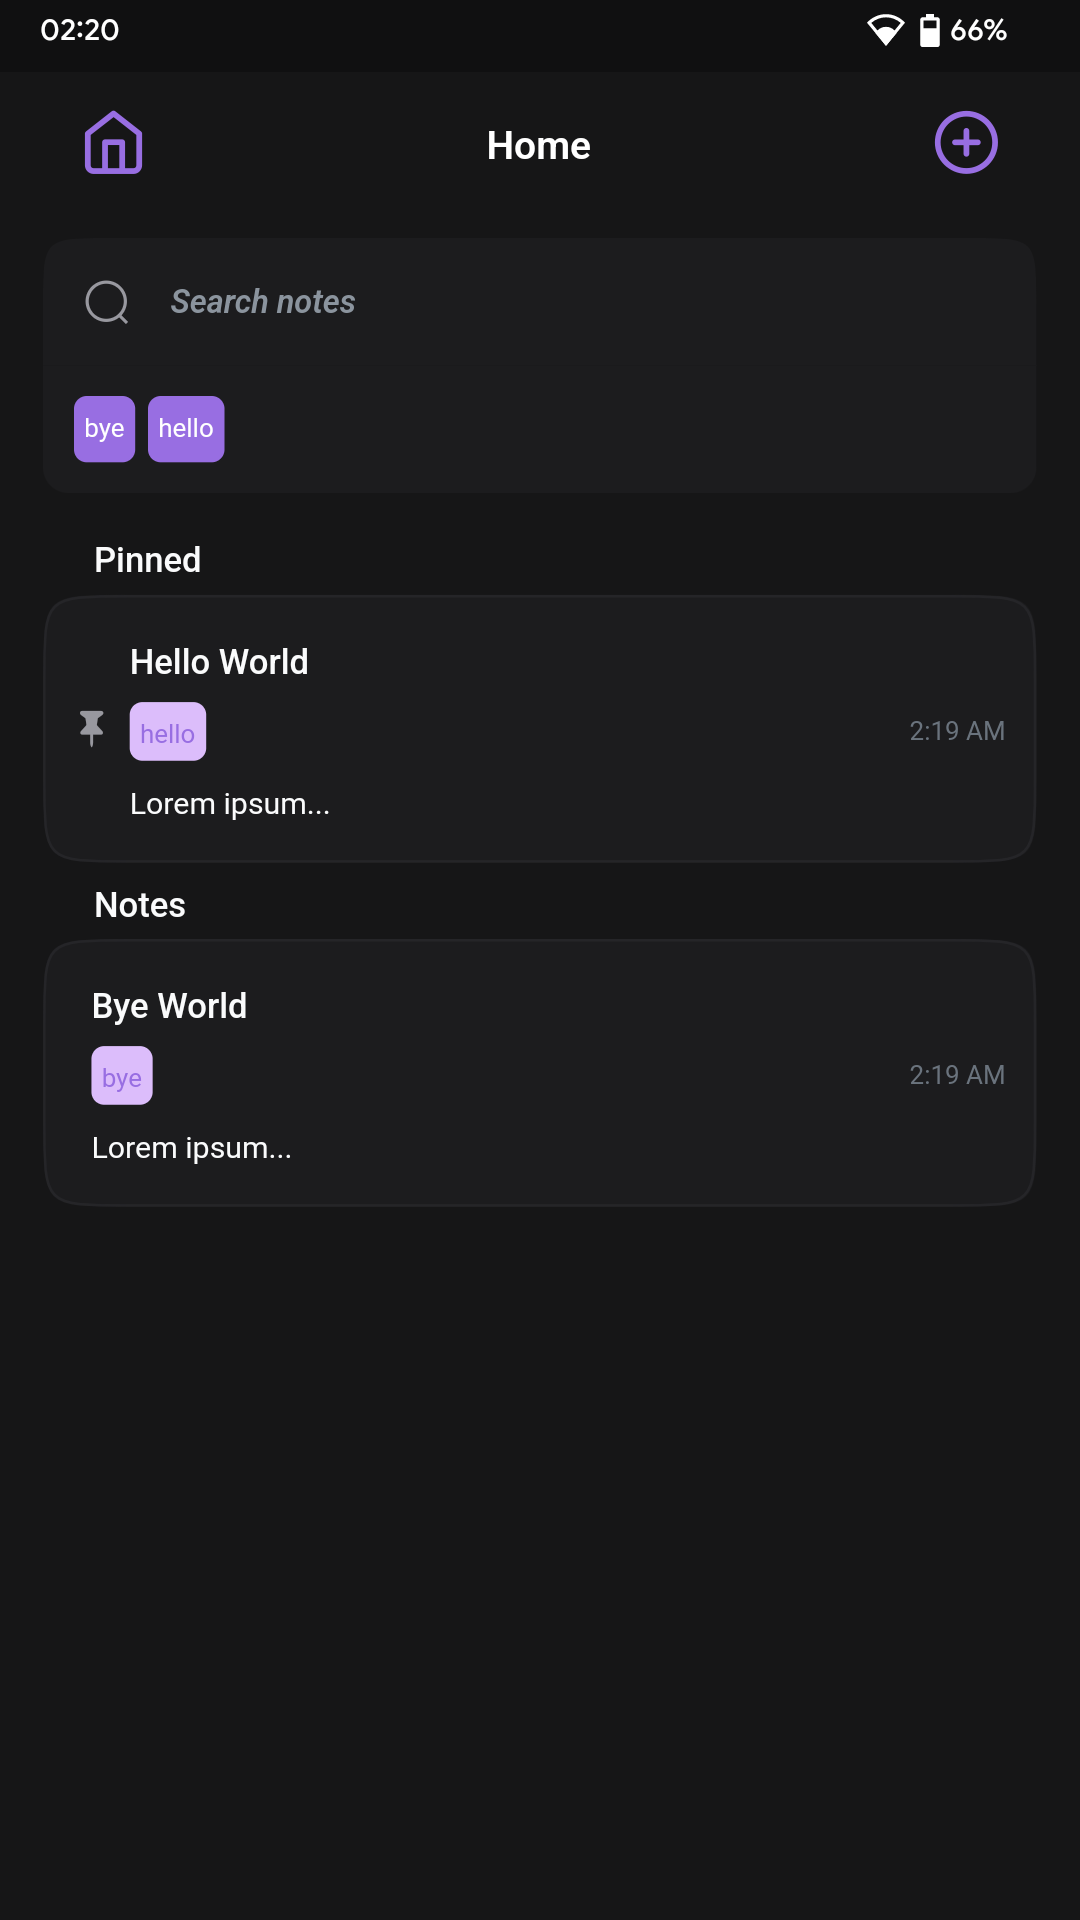 02:20 66%
Home
Search notes
bye hello
Pinned
Hello World
hello 2:19 AM
Lorem ipsum...
Notes
Bye World
bye 2:19 AM
Lorem ipsum...